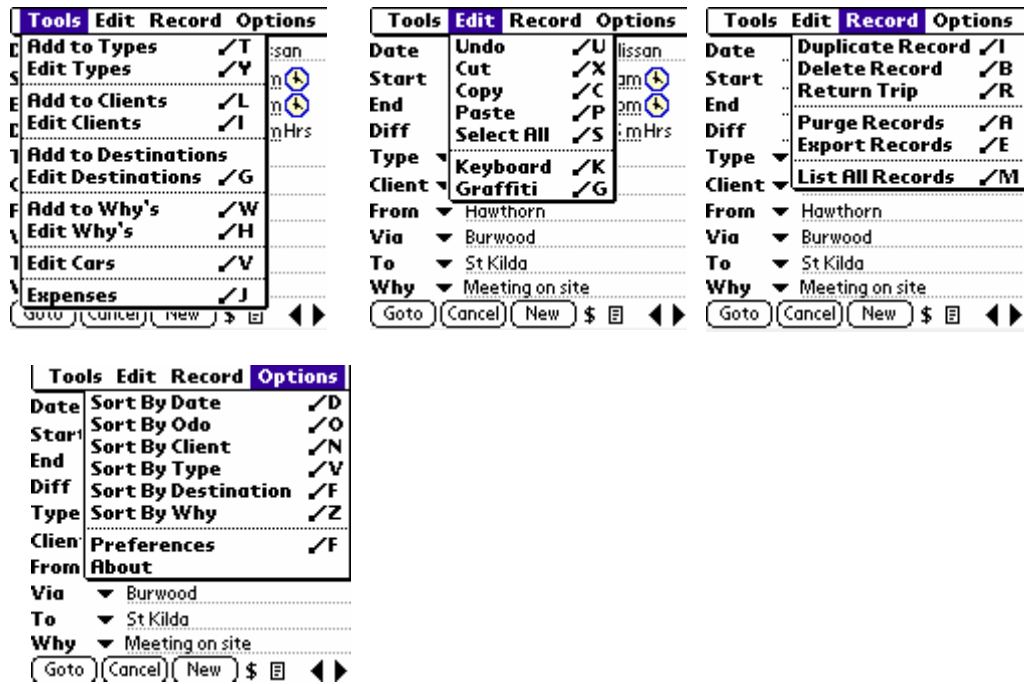 Tools Edit Record Options
Add to Types ⁄T
Edit Types ⁄Y
Add to Clients ⁄L
Edit Clients ⁄I
Add to Destinations
Edit Destinations ⁄G
Add to Why's ⁄W
Edit Why's ⁄H
Edit Cars ⁄V
Expenses ⁄J
mHrs
Goto Cancel New $
Tools Edit Record Options
Date
Start
End
Diff
Type
Client
Undo ⁄U
Cut ⁄X
Copy ⁄C
Paste ⁄P
Select All ⁄S
Keyboard ⁄K
Graffiti ⁄G
lissan
am
pm
mHrs
From Hawthorn
Via Burwood
To St Kilda
Why Meeting on site
Goto Cancel New $
Tools Edit Record Options
Date
Start
End
Diff
Type
Client
Duplicate Record ⁄I
Delete Record ⁄B
Return Trip ⁄R
Purge Records ⁄A
Export Records ⁄E
List All Records ⁄M
From Hawthorn
Via Burwood
To St Kilda
Why Meeting on site
Goto Cancel New $
Tools Edit Record Options
Date
Start
End
Diff
Type
Clien
From
Sort By Date ⁄D
Sort By Odo ⁄O
Sort By Client ⁄N
Sort By Type ⁄V
Sort By Destination ⁄F
Sort By Why ⁄Z
Preferences ⁄F
About
Via Burwood
To St Kilda
Why Meeting on site
Goto Cancel New $